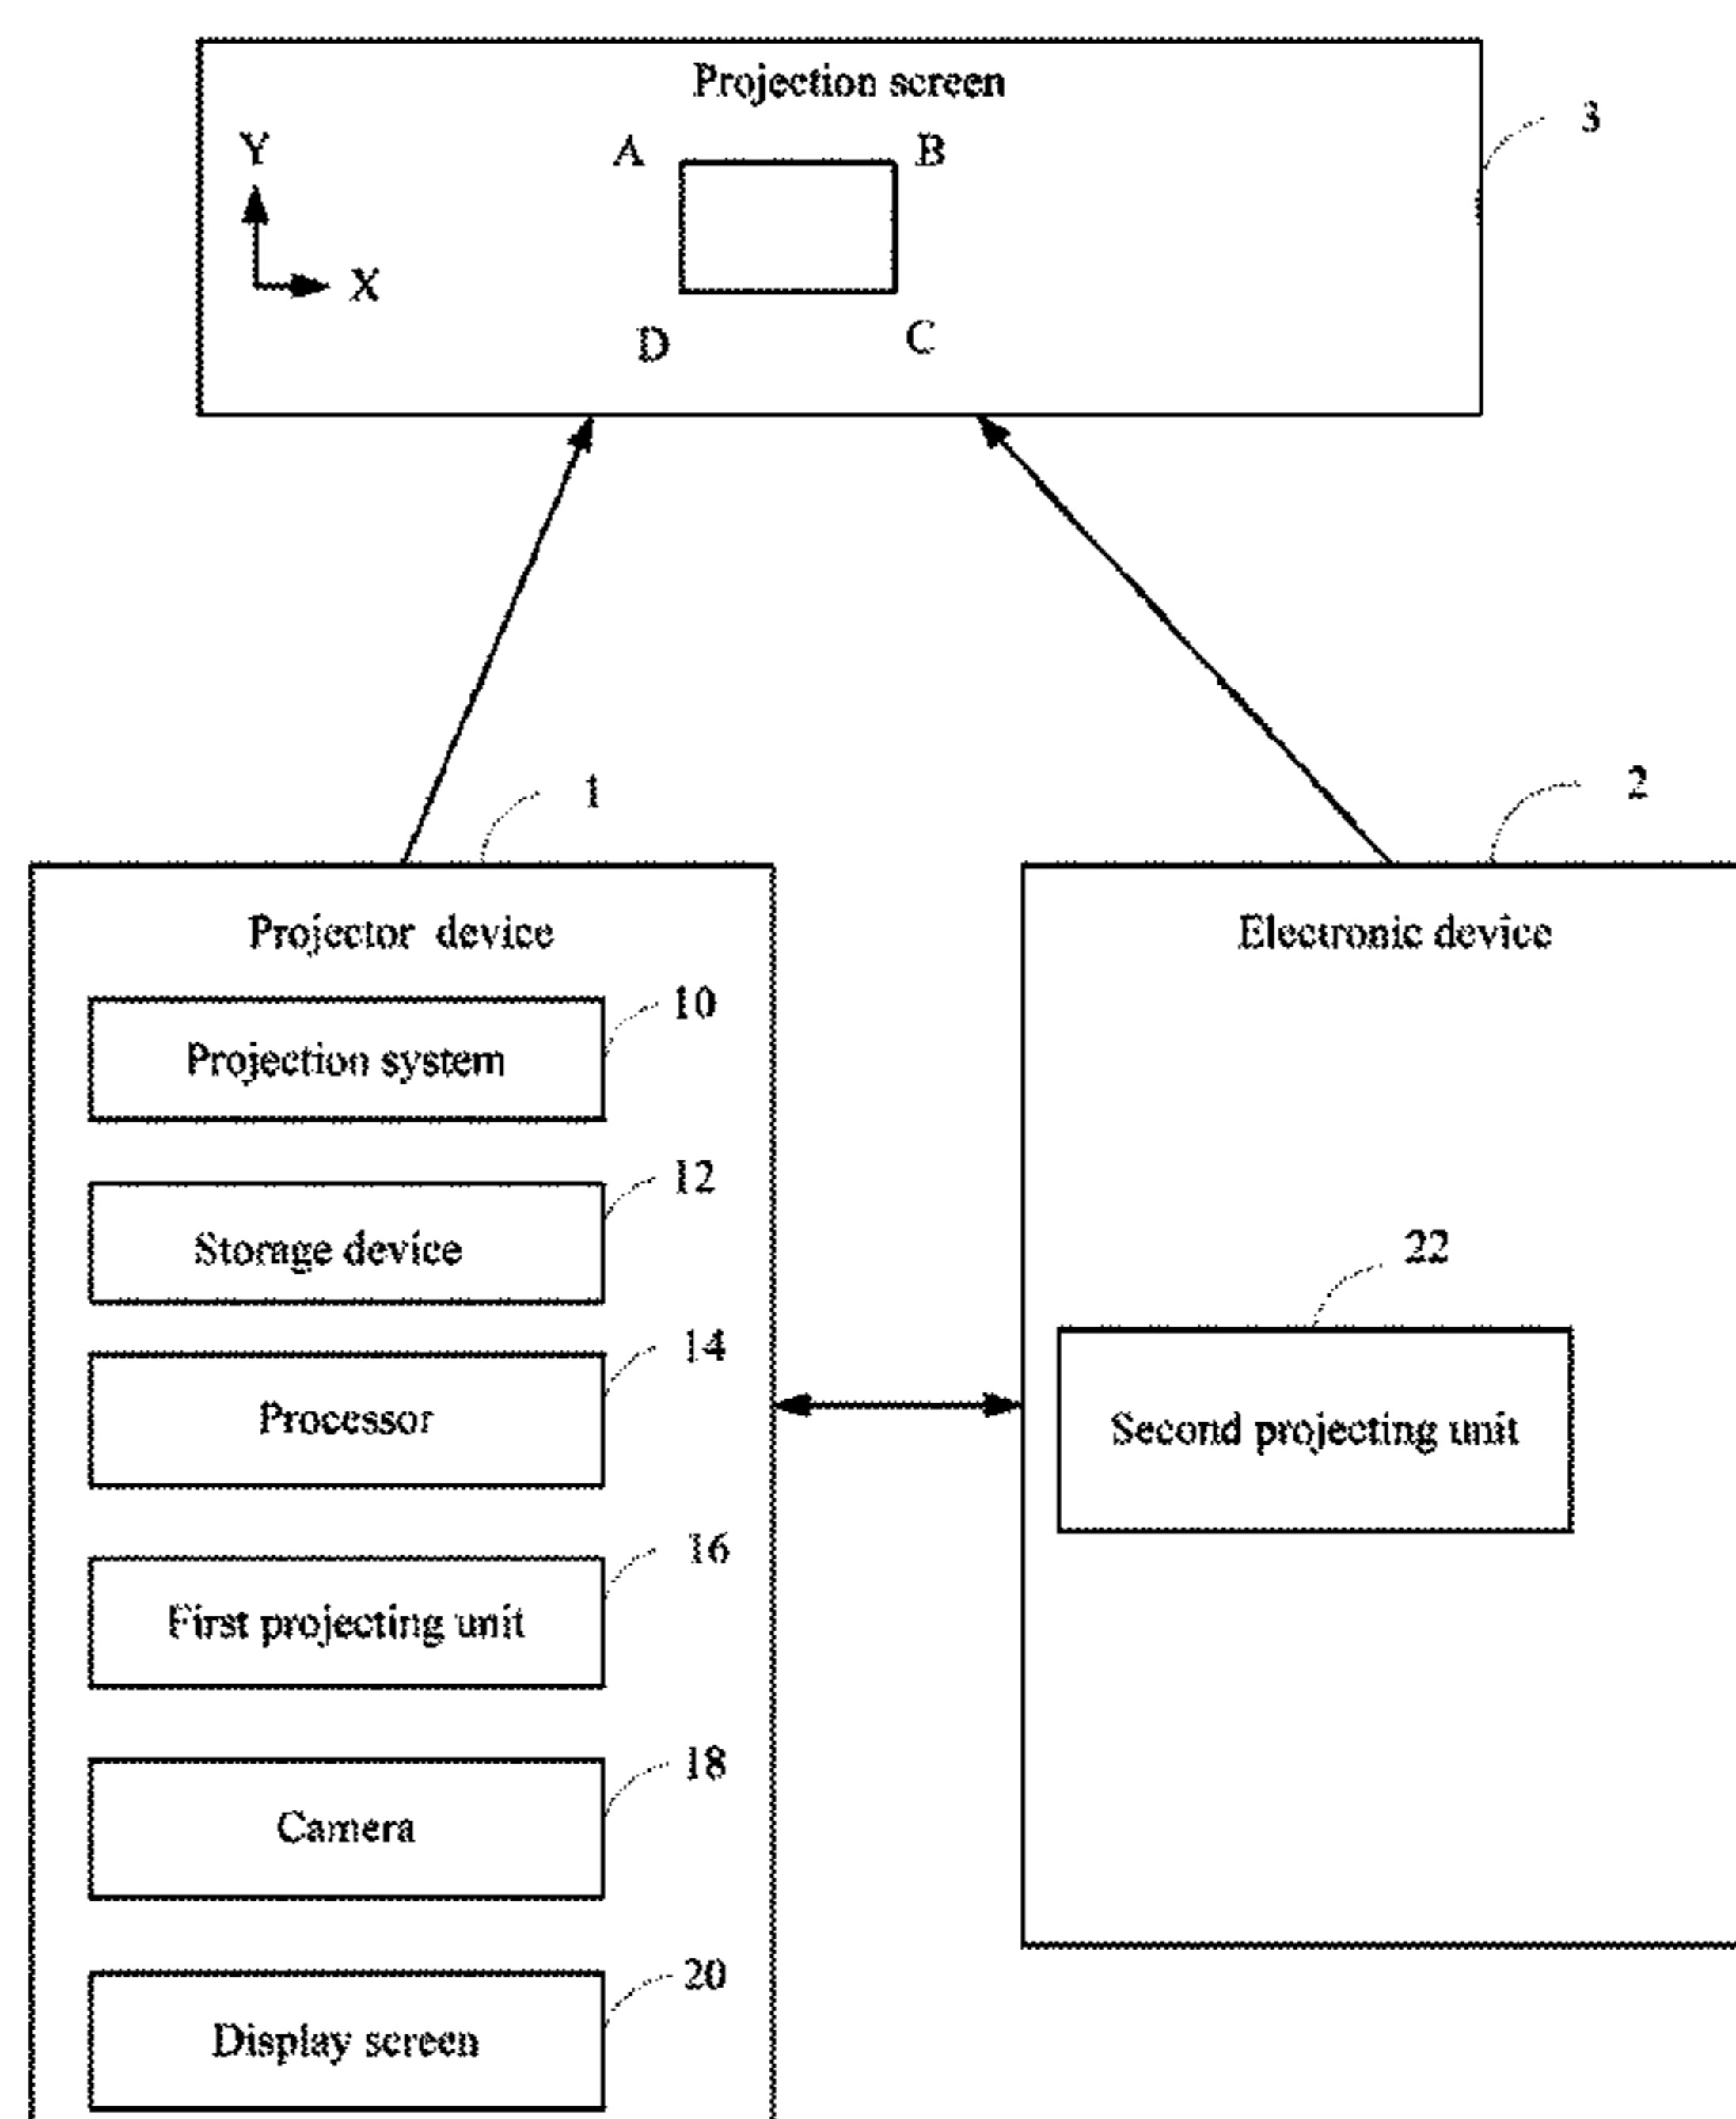 Projection screen
3
Y
A
B
X
D
C
1
2
Projector device
Electronic device
10
Projection system
12
Storage device
22
14
Processor
Second projecting unit
16
First projecting unit
18
Camera
20
Display screen